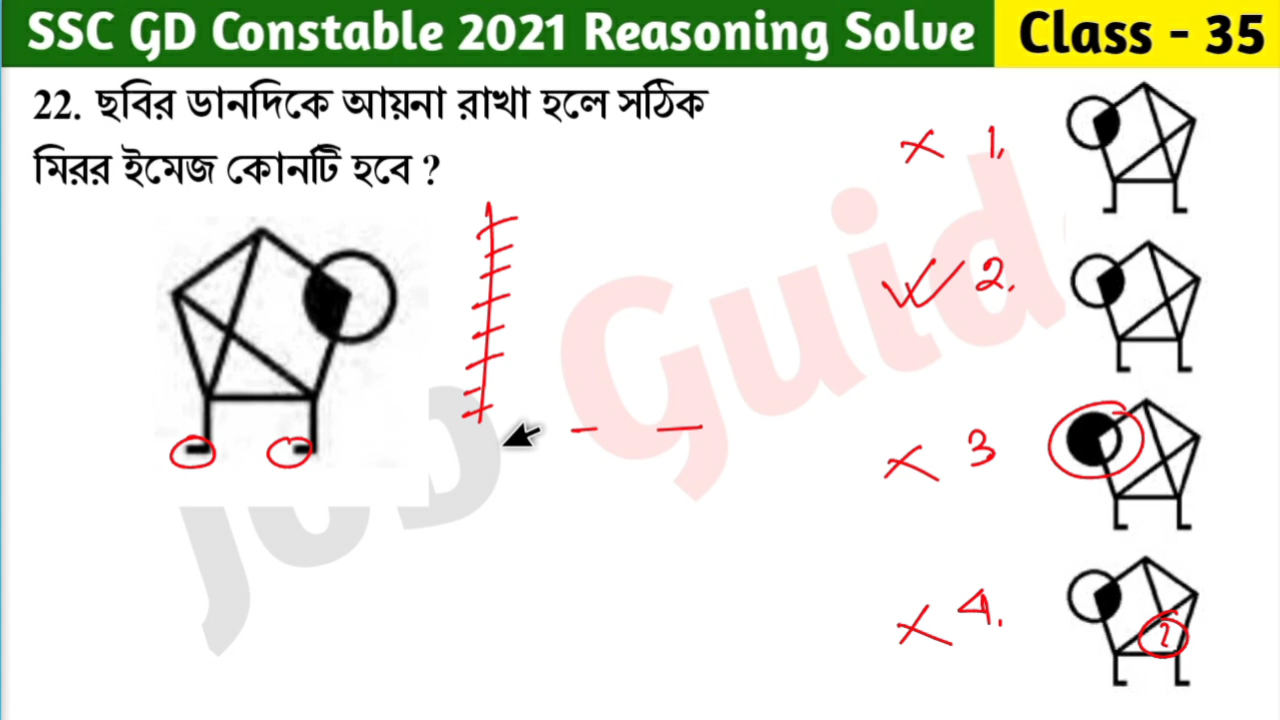 SSC GD Constable 2021 Reasoning Solve Class - 35
22. ছবির ডানদিকে আয়না রাখা হলে সঠিক
মিরর ইমেজ কোনটি হবে ?
Job Guid
1.
2.
3
4.